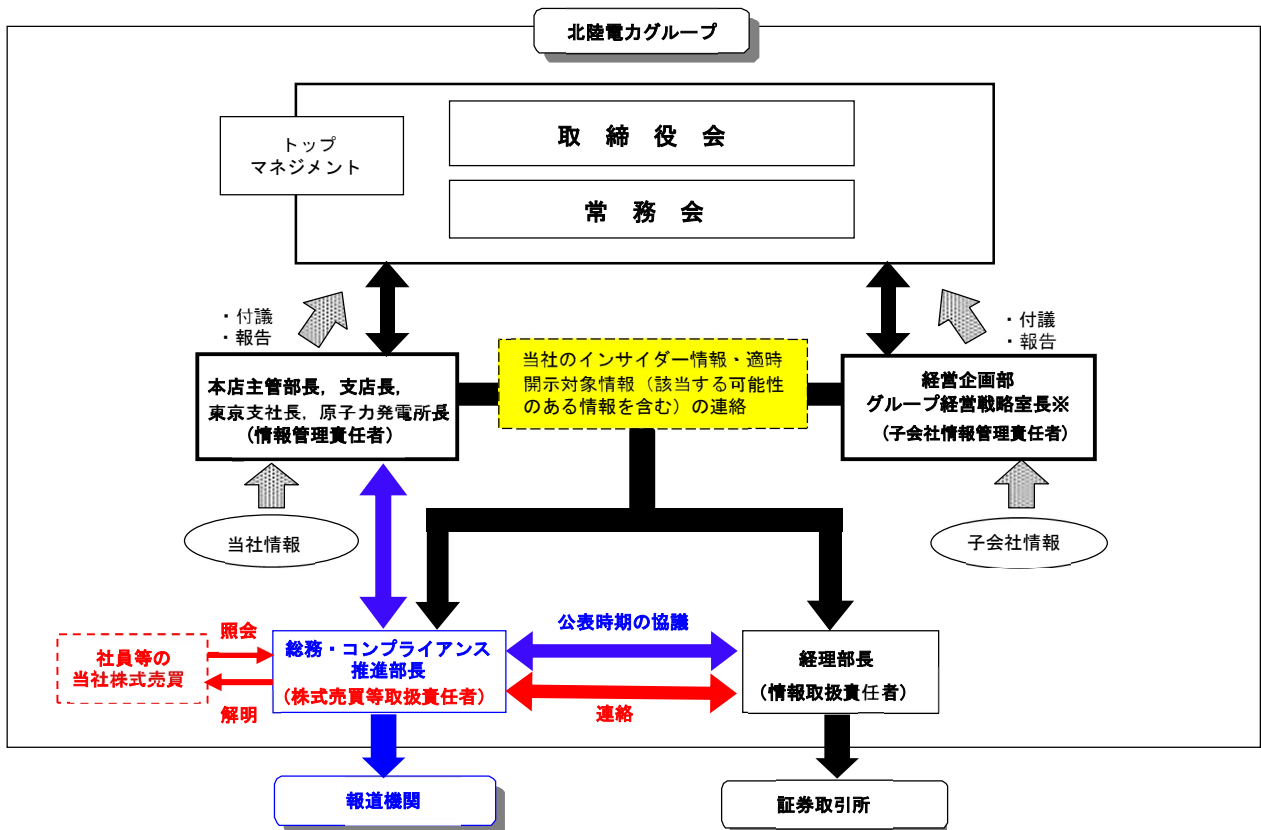 北陸電力グループ
トップ
マネジメント
取締役会
常務会
・付議
・報告
・付議
・報告
本店主管部長，支店長，
東京支社長，原子力発電所長
（情報管理責任者）
当社のインサイダー情報・適時
開示対象情報（該当する可能性
のある情報を含む）の連絡
経営企画部
グループ経営戦略室長※
（子会社情報管理責任者）
当社情報
子会社情報
社員等の
当社株式売買
照会
解明
総務・コンプライアンス
推進部長
（株式売買等取扱責任者）
公表時期の協議
連絡
経理部長
（情報取扱責任者）
報道機関
証券取引所